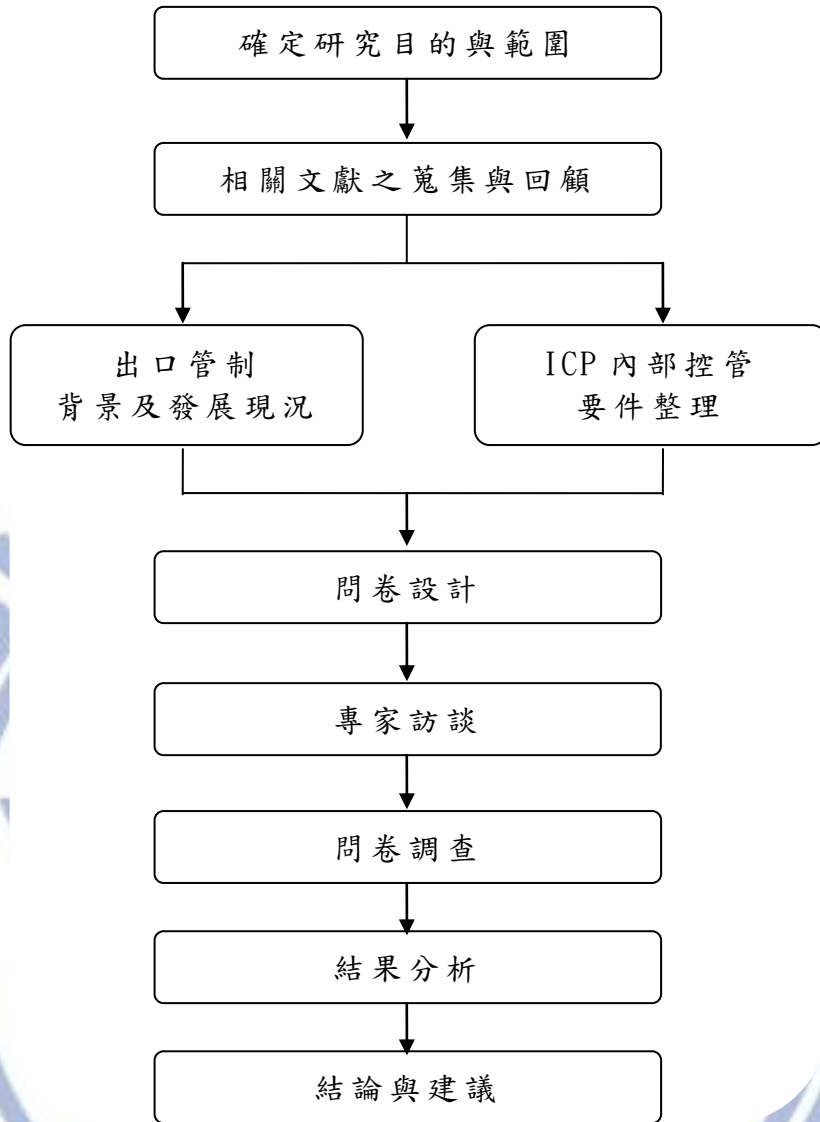 確定研究目的與範圍
相關文獻之蒐集與回顧
出口管制
背景及發展現況
ICP 內部控管
要件整理
問卷設計
專家訪談
問卷調查
結果分析
結論與建議